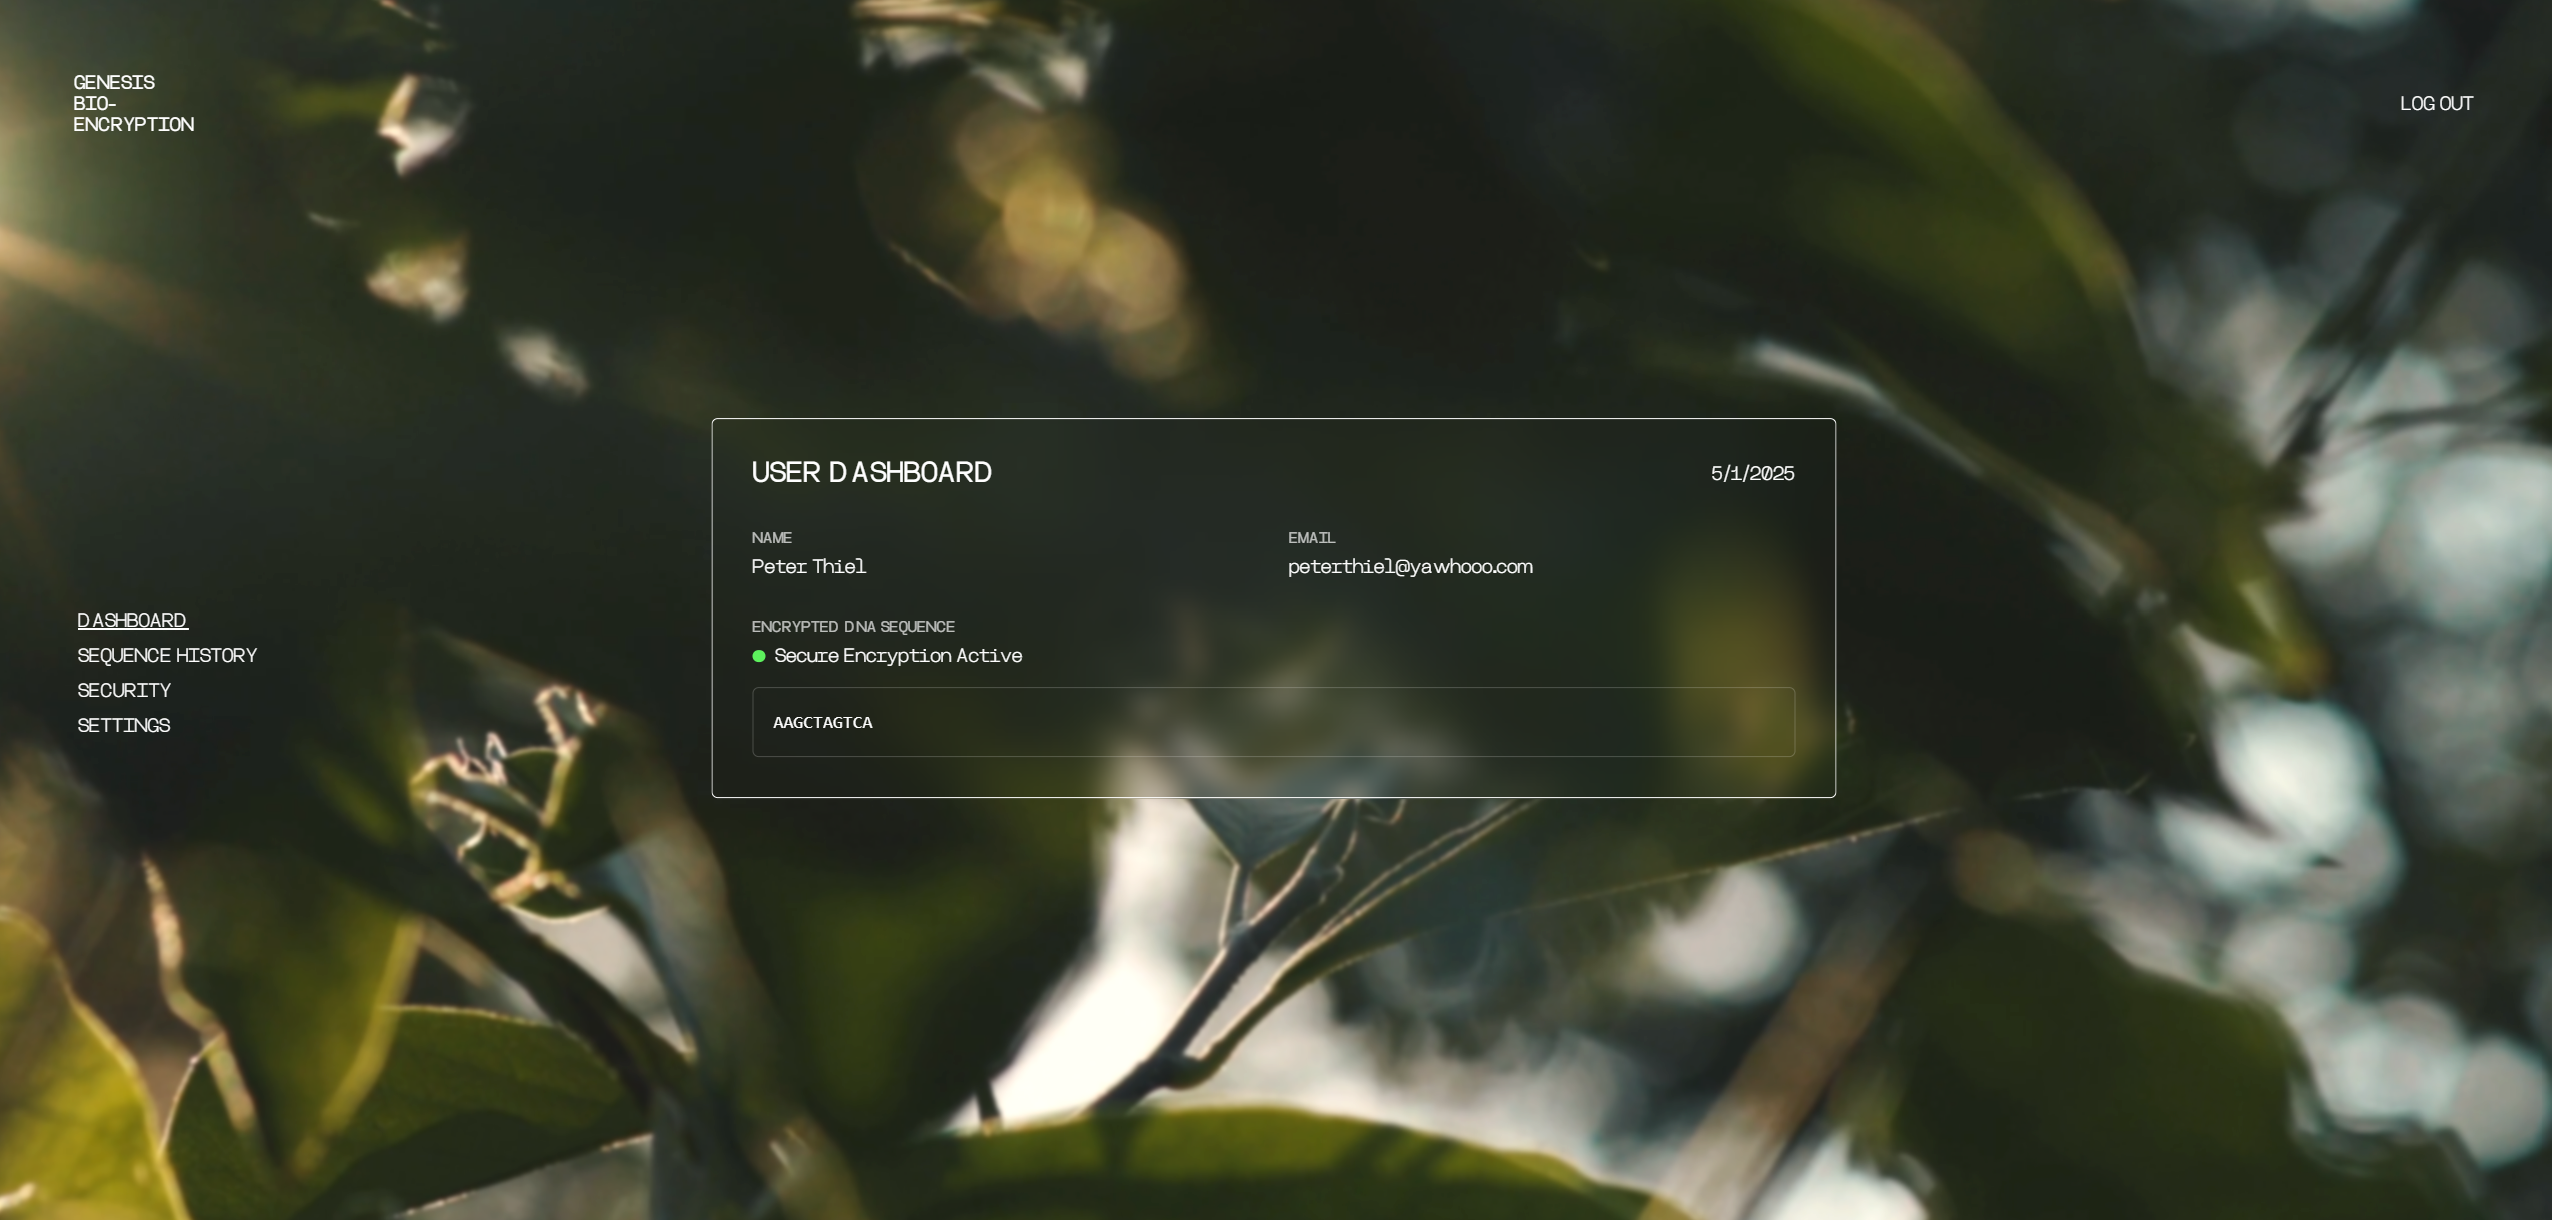 GENESIS
BIO-
ENCRYPTION
LOG OUT
DASHBOARD
SEQUENCE HISTORY
SECURITY
SETTINGS
USER DASHBOARD
5/1/2025
NAME
Peter Thiel
EMAIL
peterthiel@yawhooo.com
ENCRYPTED DNA SEQUENCE
Secure Encryption Active
AAGCTAGTCA